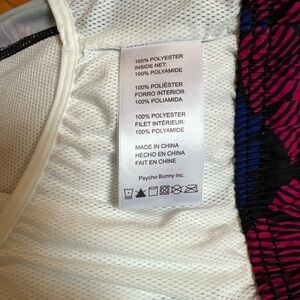 100% POLYESTER
INSIDE NET:
100% POLYAMIDE
100% POLIÉSTER
FORRO INTERIOR:
100% POLIAMIDA
100% POLYESTER
FILET INTÉRIEUR:
100% POLYAMIDE
MADE IN CHINA
HECHO EN CHINA
FAIT EN CHINE
Psycho Bunny Inc.